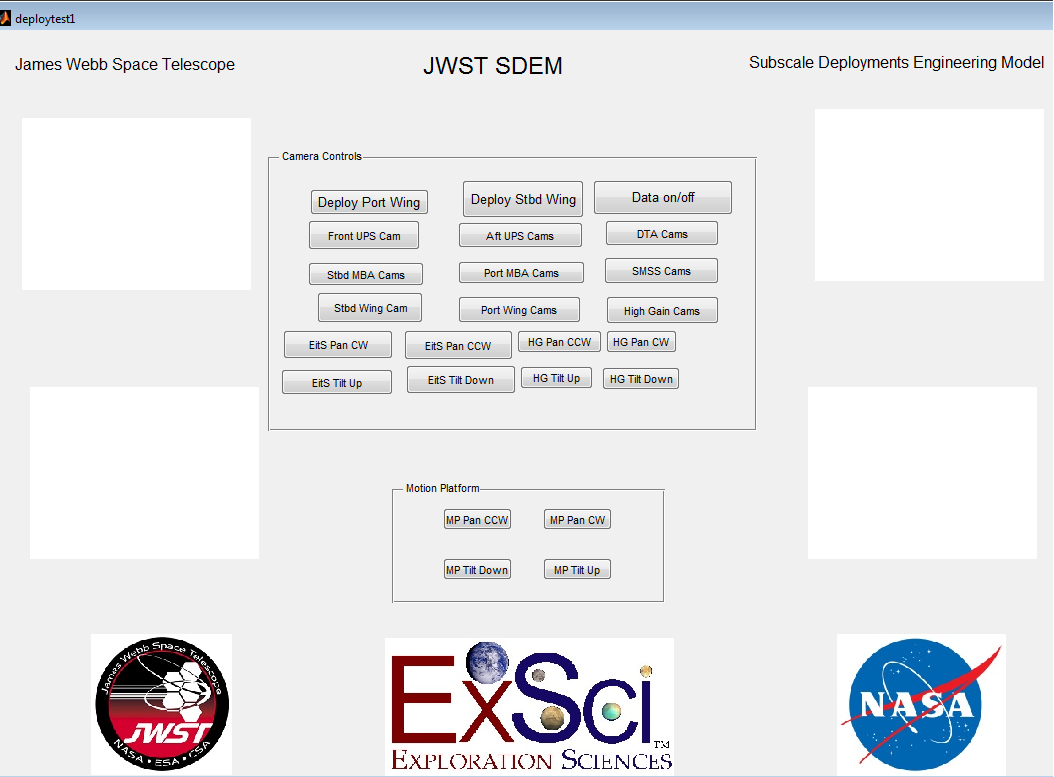 deploytest1
James Webb Space Telescope
JWST SDEM
Subscale Deployments Engineering Model
Camera Controls
Deploy Port Wing
Deploy Stbd Wing
Data on/off
Front UPS Cam
Aft UPS Cams
DTA Cams
Stbd MBA Cams
Port MBA Cams
SMSS Cams
Stbd Wing Cam
Port Wing Cams
High Gain Cams
EitS Pan CW
EitS Pan CCW
HG Pan CCW
HG Pan CW
EitS Tilt Up
EitS Tilt Down
HG Tilt Up
HG Tilt Down
Motion Platform
MP Pan CCW
MP Pan CW
MP Tilt Down
MP Tilt Up
James Webb Space Telescope
JWST
NASA • ESA • CSA
ExSci
EXPLORATION SCIENCES™
NASA